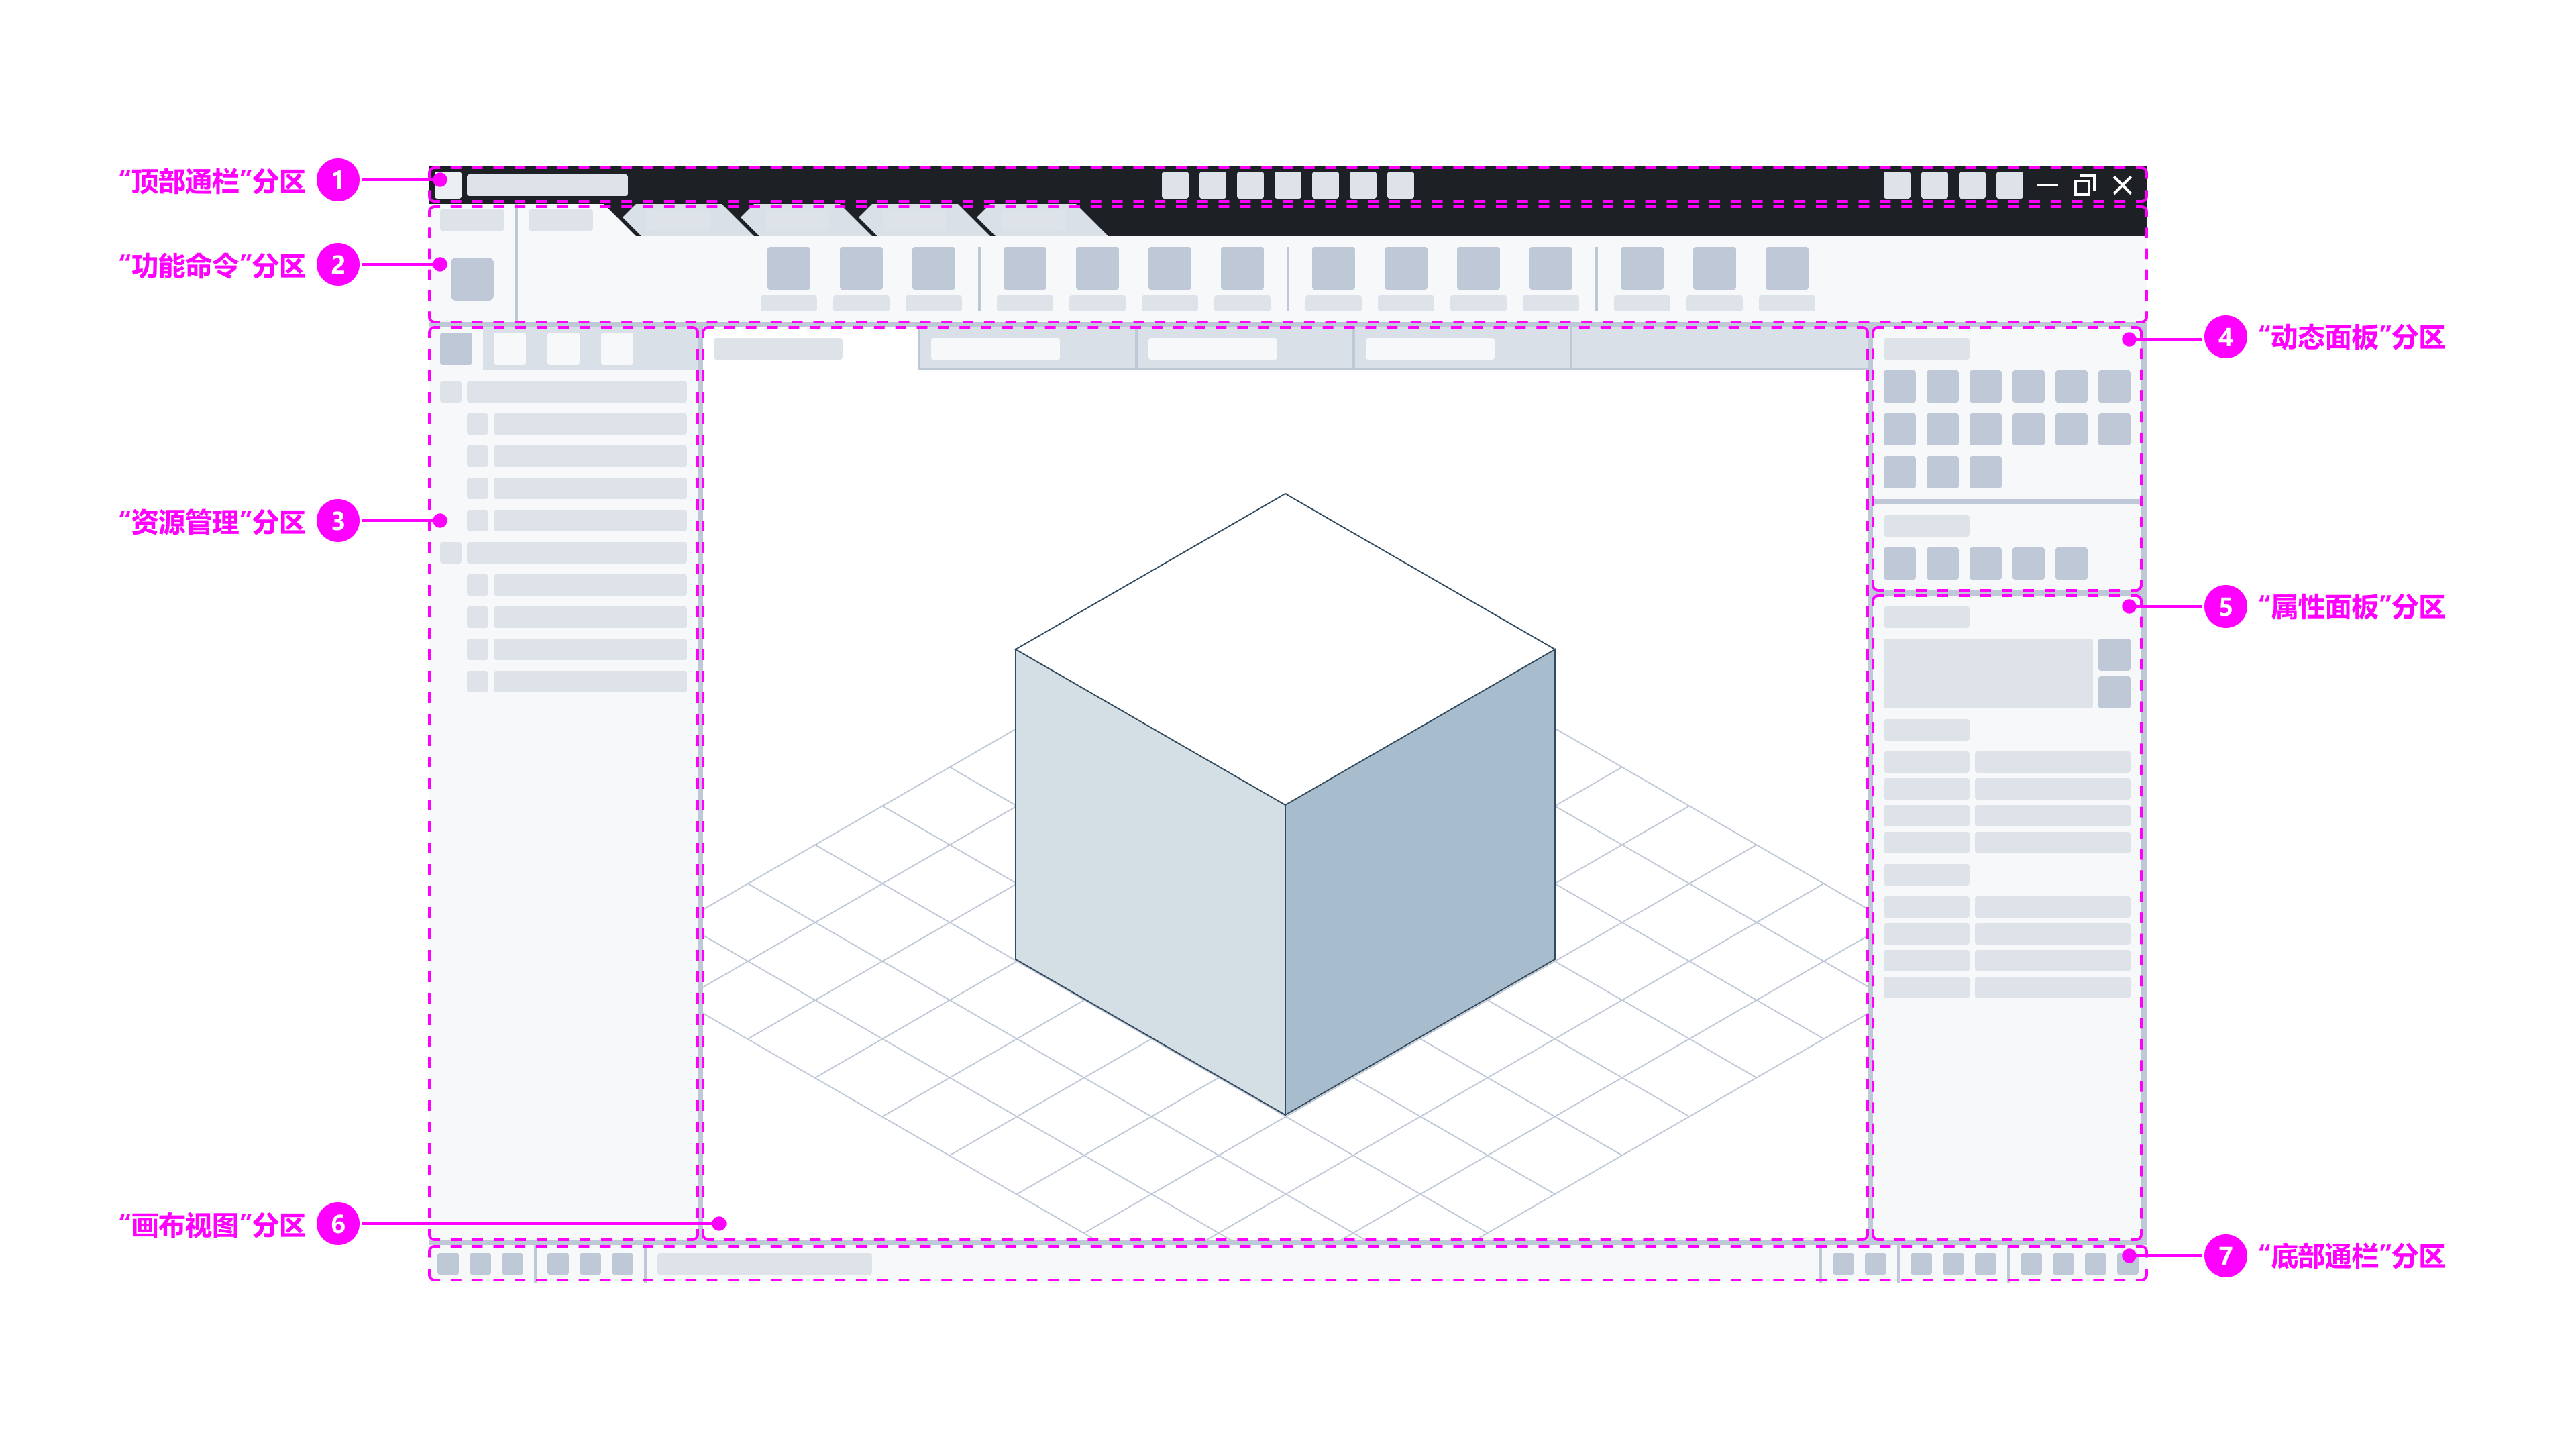 “顶部通栏”分区 1
“功能命令”分区 2
“资源管理”分区 3
4 “动态面板”分区
5 “属性面板”分区
“画布视图”分区 6
7 “底部通栏”分区